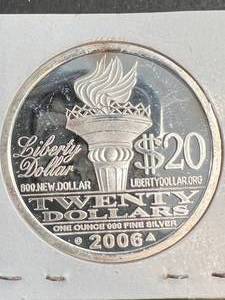 Liberty
Dollar
$20
800.NEW.DOLLAR
LIBERTYDOLLAR.ORG
TWENTY
DOLLARS
ONE OUNCE 999 FINE SILVER
2006